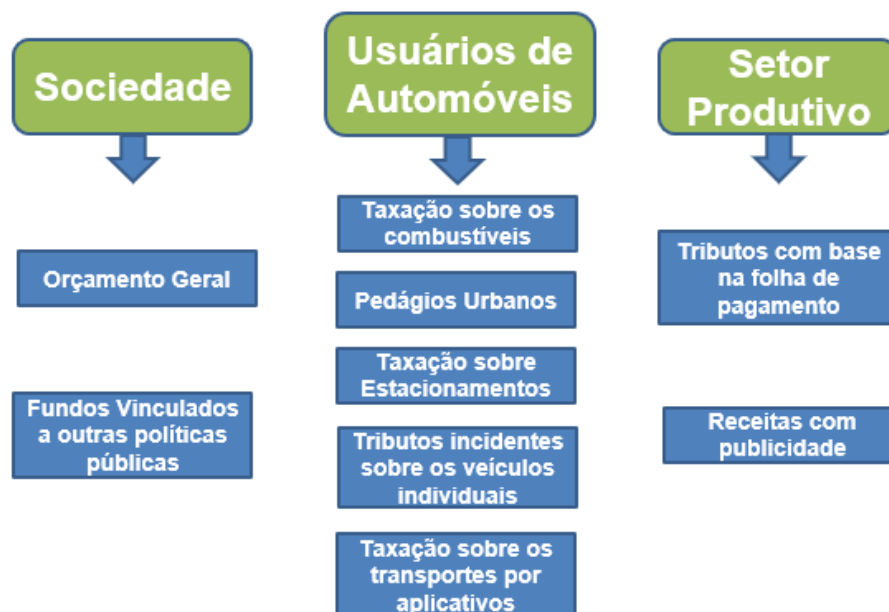 Sociedade
Orçamento Geral
Fundos Vinculados
a outras políticas
públicas
Usuários de
Automóveis
Taxação sobre os
combustíveis
Pedágios Urbanos
Taxação sobre
Estacionamentos
Tributos incidentes
sobre os veículos
individuais
Taxação sobre os
transportes por
aplicativos
Setor
Produtivo
Tributos com base
na folha de
pagamento
Receitas com
publicidade